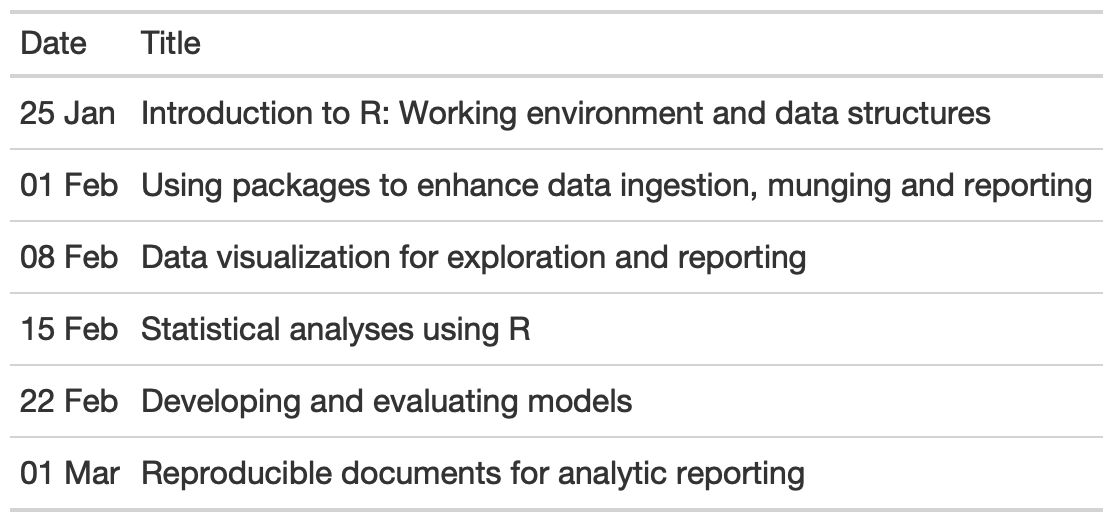 Date Title
25 Jan Introduction to R: Working environment and data structures
01 Feb Using packages to enhance data ingestion, munging and reporting
08 Feb Data visualization for exploration and reporting
15 Feb Statistical analyses using R
22 Feb Developing and evaluating models
01 Mar Reproducible documents for analytic reporting